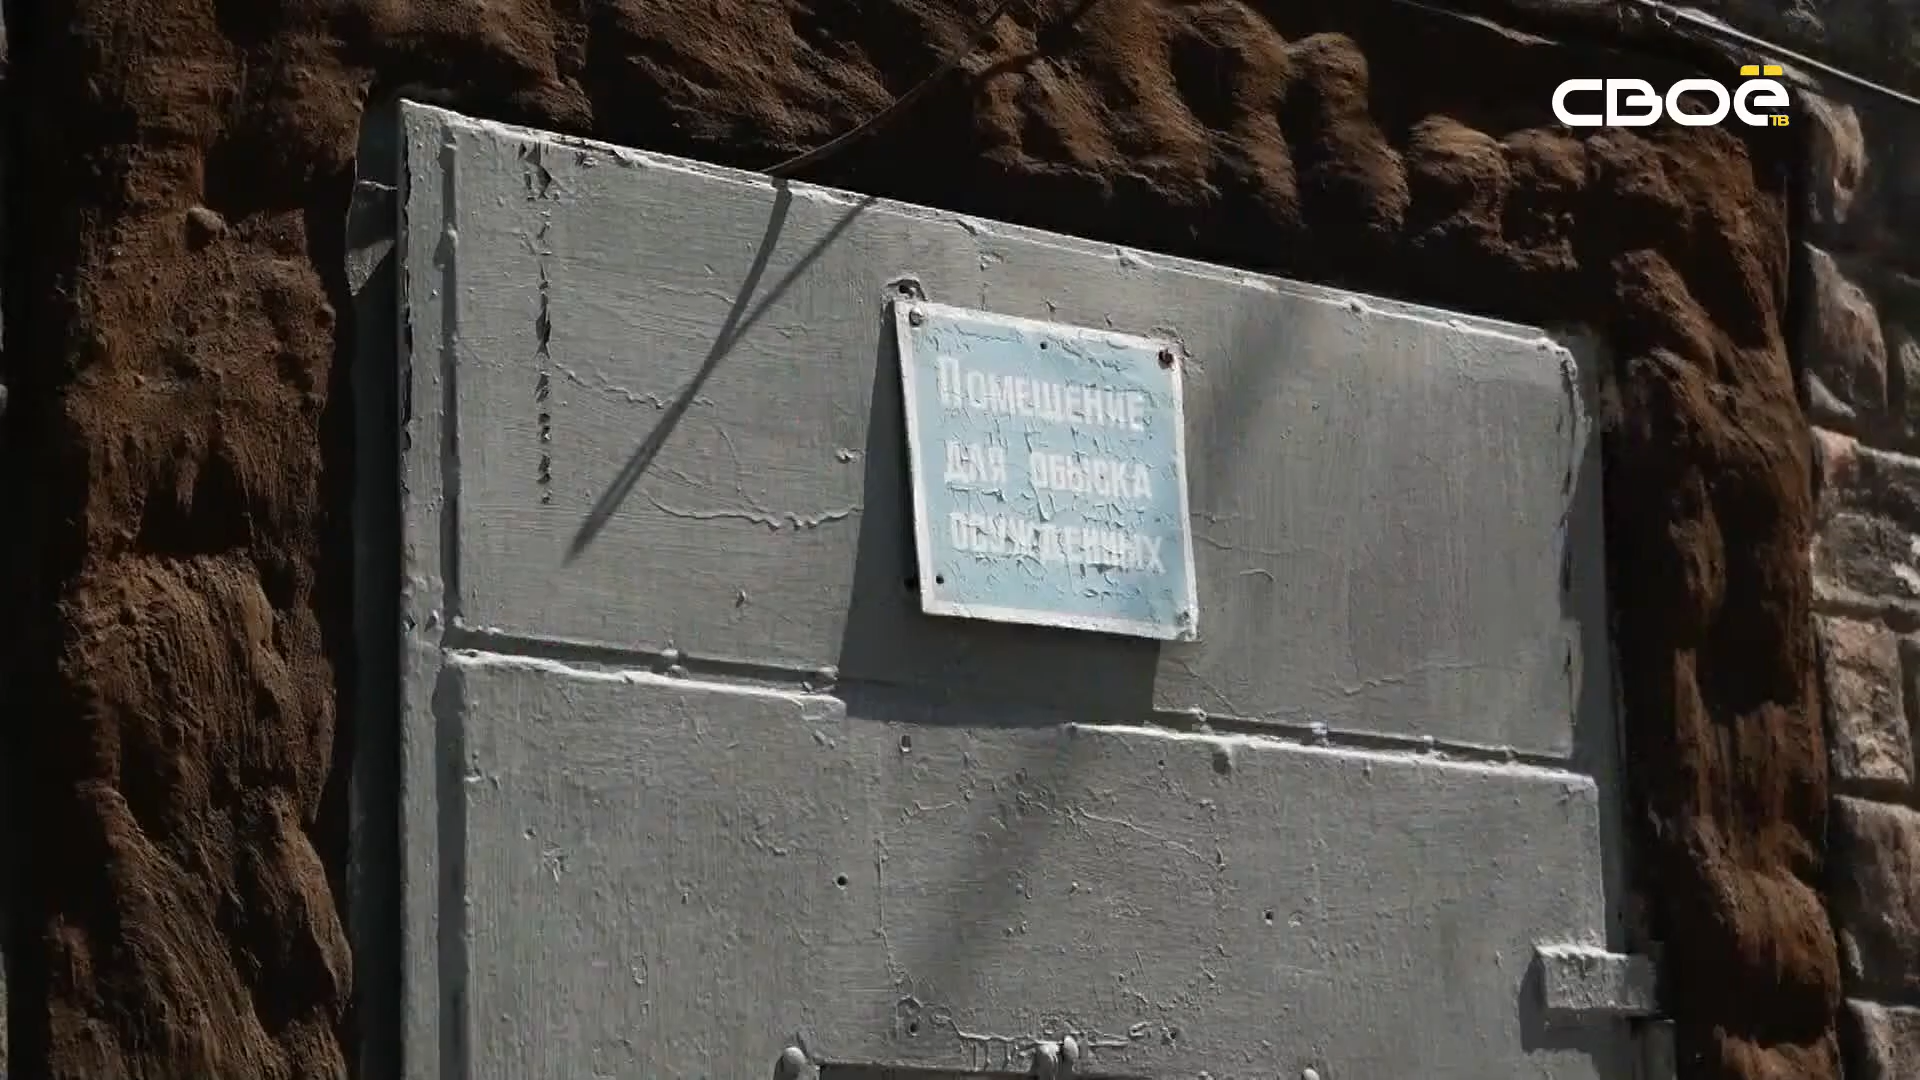 СВОЁ
ТВ
Помещение
для обыска
осужденных